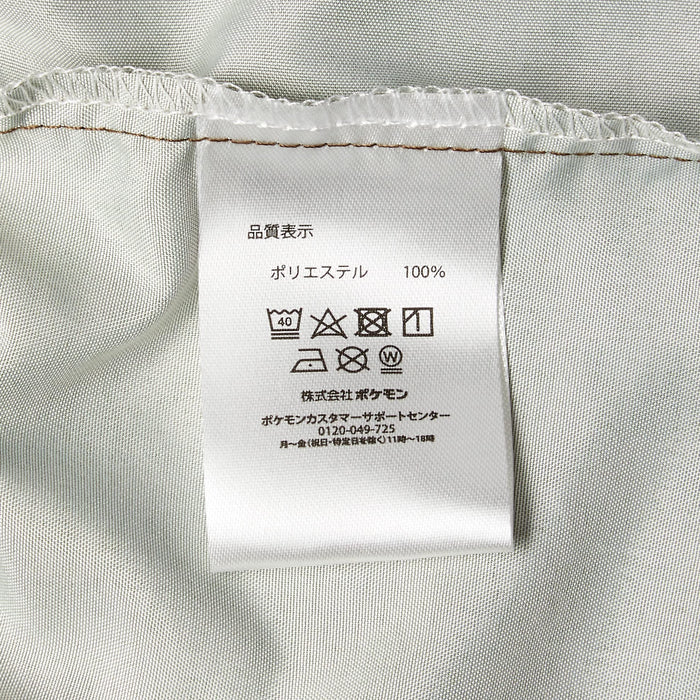 品質表示
ポリエステル 100%
40
W
株式会社 ポケモン
ポケモンカスタマーサポートセンター
0120-049-725
月〜金(祝日・特定日を除く)11時〜18時